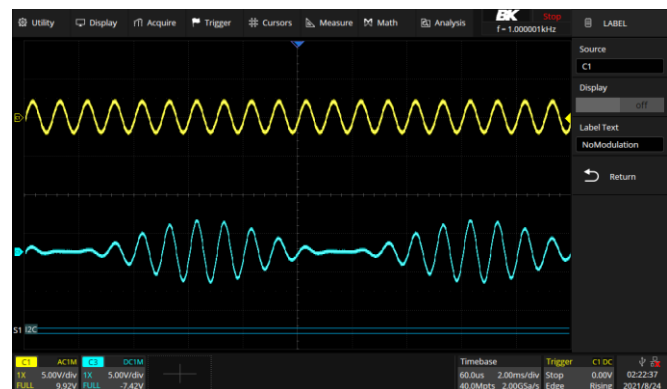 Utility Display Acquire Trigger Cursors Measure Math Analysis BK Stop LABEL
f = 1.000001kHz
Source
C1
Display
off
Label Text
NoModulation
Return
S1 I2C
C1 AC1M C3 DC1M Timebase Trigger C1 DC
1X 5.00V/div 1X 5.00V/div 60.0us 2.00ms/div Stop 0.00V 02:22:37
FULL 9.92V FULL -7.42V 40.0Mpts 2.00GSa/s Edge Rising